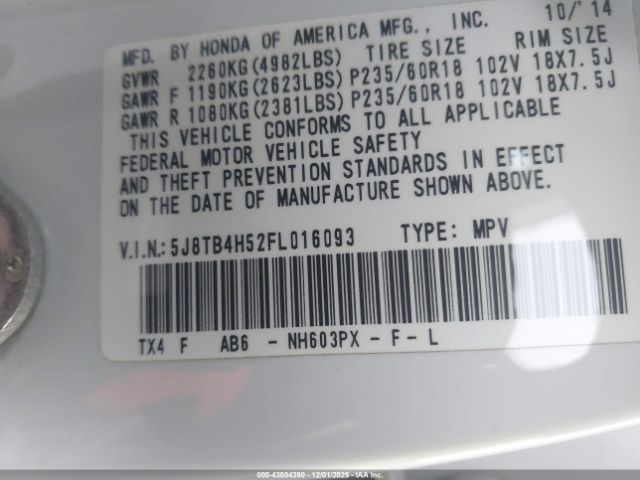 MFD. BY HONDA OF AMERICA MFG., INC. 10/'14
GVWR 2260KG(4982LBS) TIRE SIZE RIM SIZE
GAWR F 1190KG(2623LBS) P235/60R18 102V 18X7.5J
GAWR R 1080KG(2381LBS) P235/60R18 102V 18X7.5J
THIS VEHICLE CONFORMS TO ALL APPLICABLE
FEDERAL MOTOR VEHICLE SAFETY
AND THEFT PREVENTION STANDARDS IN EFFECT
ON THE DATE OF MANUFACTURE SHOWN ABOVE.
V.I.N.: 5J8TB4H52FL016093 TYPE: MPV
TX4 F AB6 - NH603PX - F - L
000-43804390 - 12/01/2025 - IAA Inc.